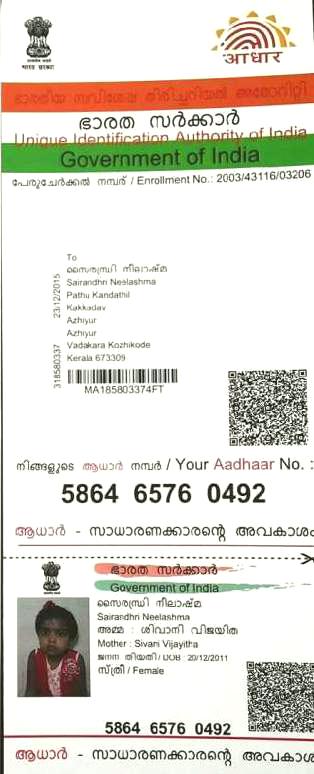 भारत सरकार
आधार
ഭാരതീയ സവിശേഷ തിരിച്ചറിയൽ അതോറിറ്റി
ഭാരത സർക്കാർ
Unique Identification Authority of India
Government of India
പേരുചേർക്കൽ നമ്പര് / Enrollment No.: 2003/43116/03206
To
സൈരന്ധ്രി നീലാഷ്മ
Sairandhri Neelashma
Pathu Kandathil
Kakkadav
Azhiyur
Azhiyur
Vadakara Kozhikode
Kerala 673309
23/12/2015
318580337
MA185803374FT
നിങ്ങളുടെ ആധാർ നമ്പർ / Your Aadhaar No. :
5864 6576 0492
ആധാർ - സാധാരണക്കാരന്റെ അവകാശം
ഭാരത സർക്കാർ
Government of India
സൈരന്ധ്രി നീലാഷ്മ
Sairandhri Neelashma
അമ്മ : ശിവാനി വിജയിത
Mother : Sivani Vijayitha
ജനന തിയതി / DOB : 20/12/2011
സ്ത്രീ / Female
5864 6576 0492
ആധാർ - സാധാരണക്കാരന്റെ അവകാശം